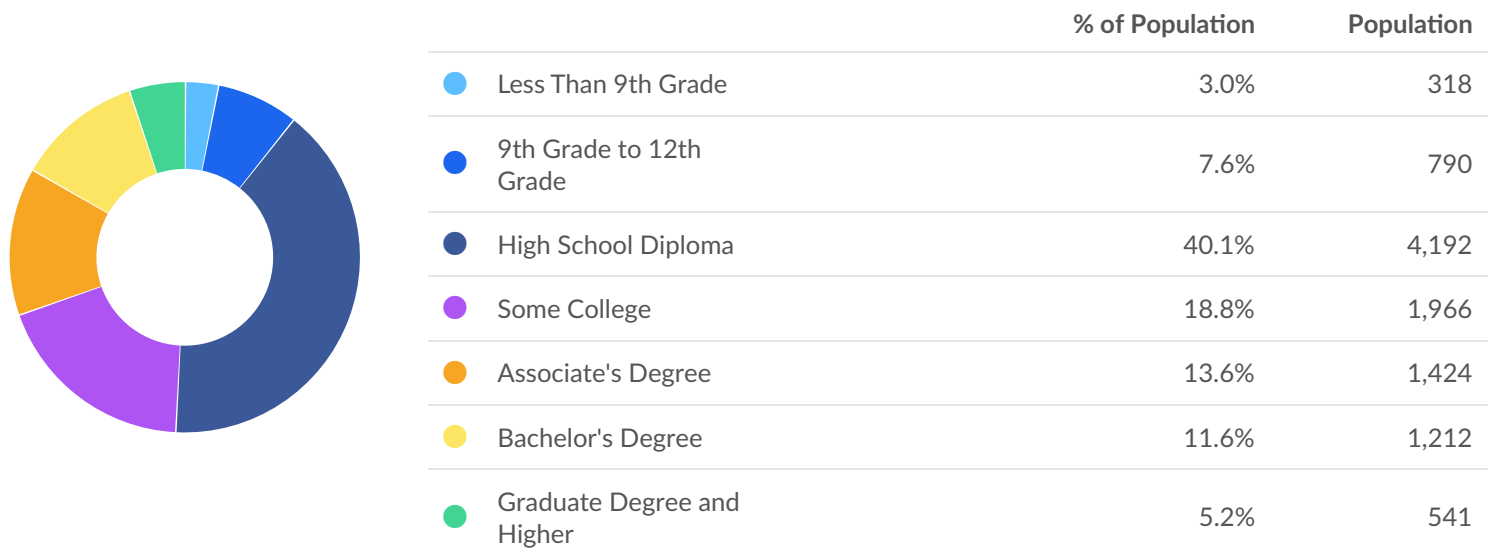 % of Population Population
Less Than 9th Grade 3.0% 318
9th Grade to 12th
Grade 7.6% 790
High School Diploma 40.1% 4,192
Some College 18.8% 1,966
Associate's Degree 13.6% 1,424
Bachelor's Degree 11.6% 1,212
Graduate Degree and
Higher 5.2% 541